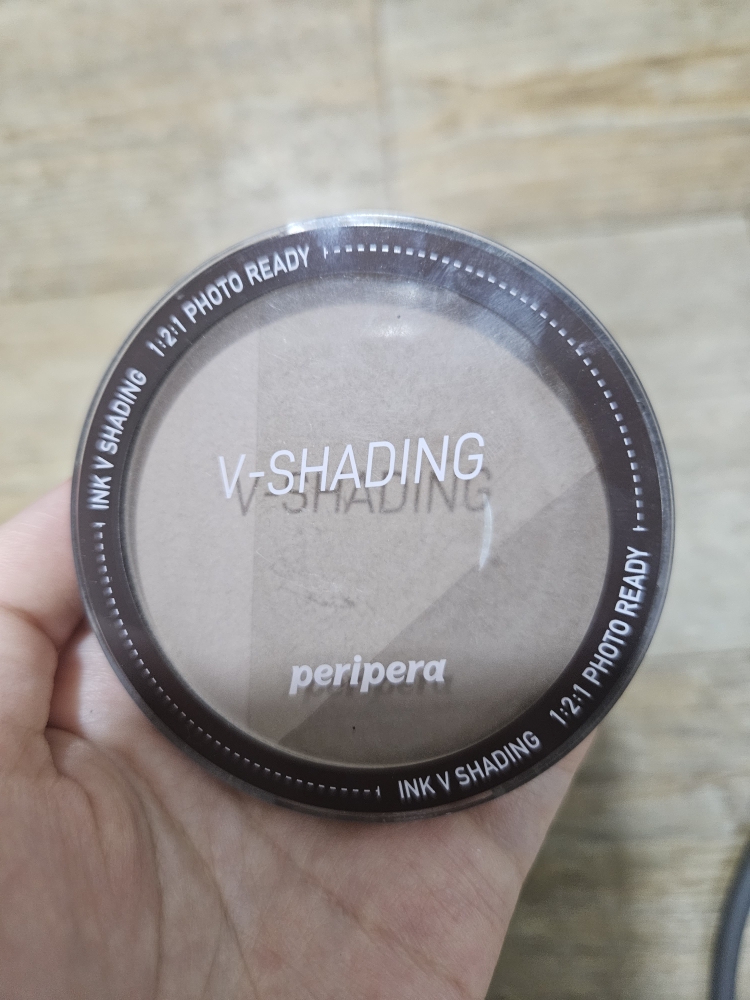 INK V SHADING 1:2:1 PHOTO READY
V-SHADING
peripera
INK V SHADING 1:2:1 PHOTO READY